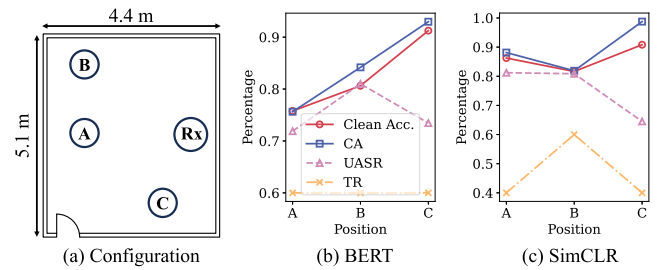 4.4 m
5.1 m
B
A
Rx
C
(a) Configuration
Percentage
0.9
0.8
0.7
0.6
Clean Acc.
CA
UASR
TR
A B C
Position
(b) BERT
Percentage
1.0
0.9
0.8
0.7
0.6
0.5
0.4
A B C
Position
(c) SimCLR